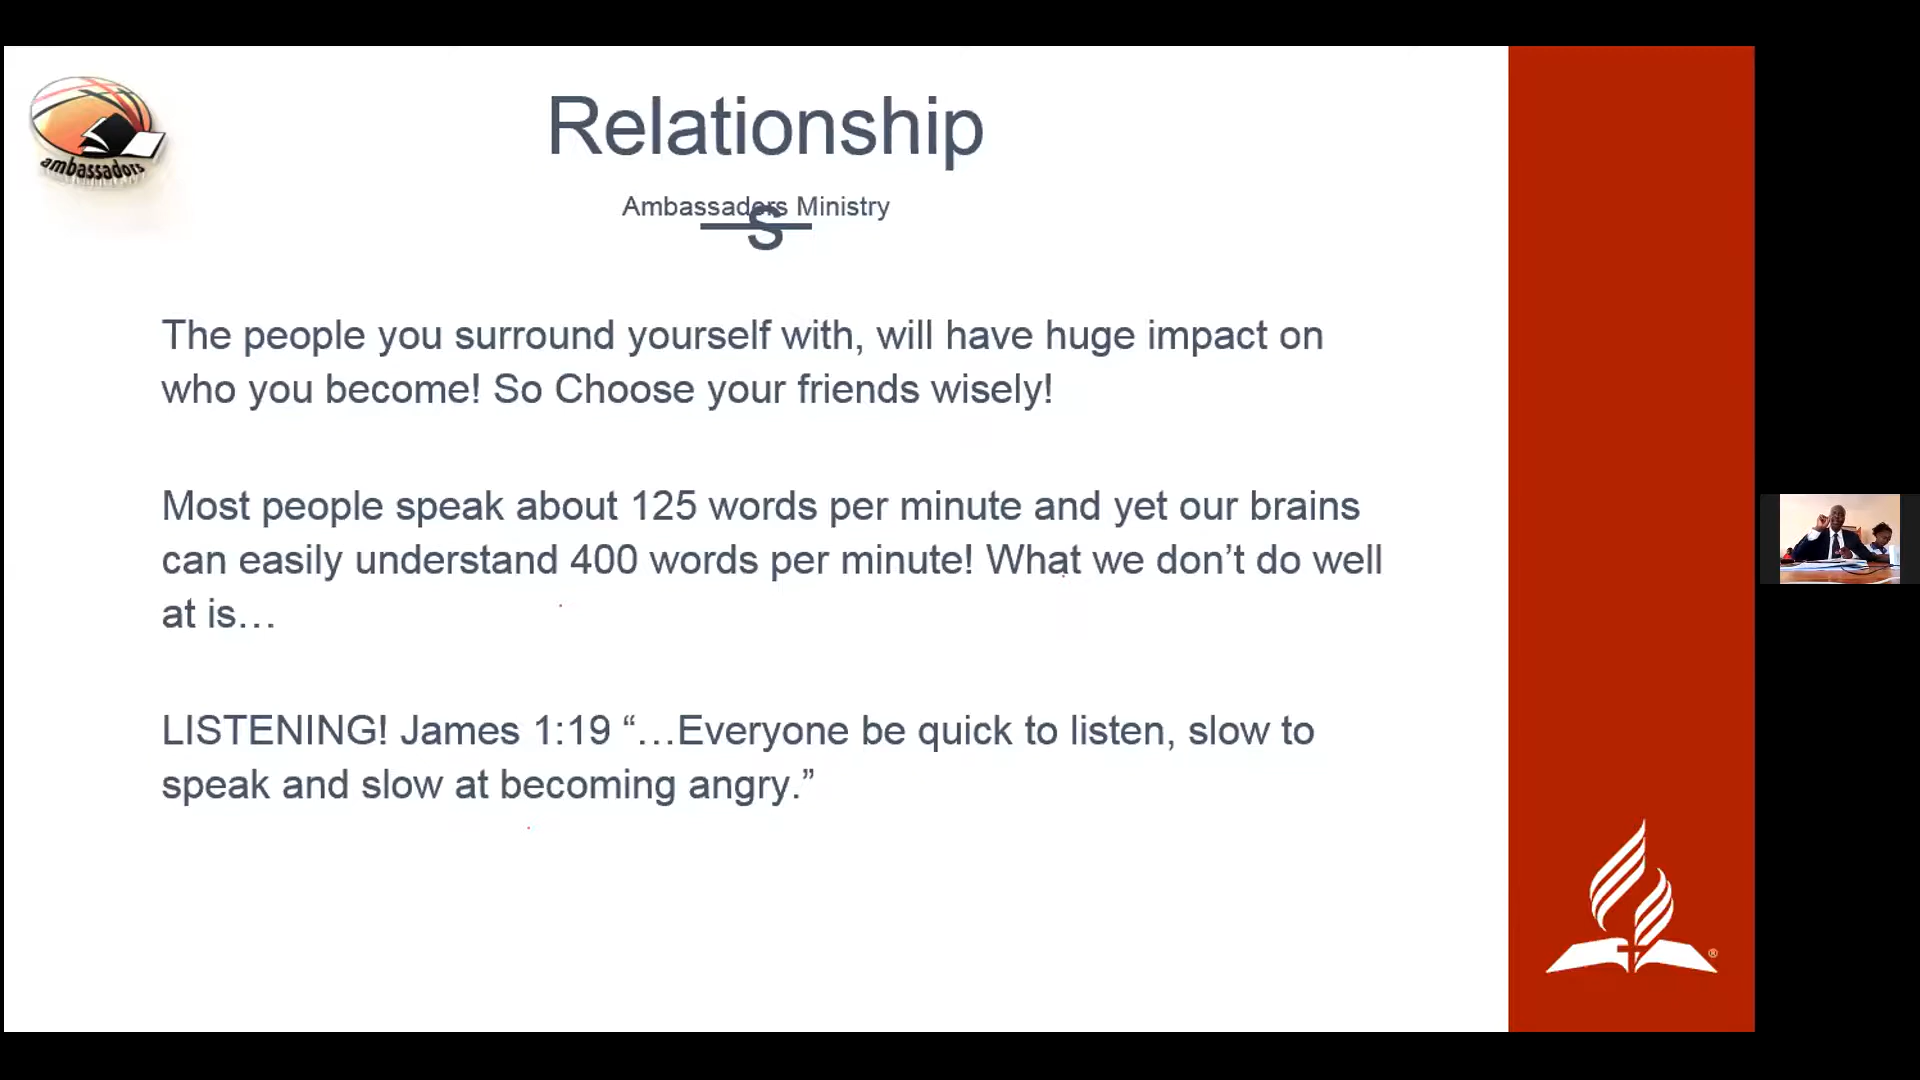 ambassadors
Relationship
s
Ambassadors Ministry
The people you surround yourself with, will have huge impact on
who you become! So Choose your friends wisely!
Most people speak about 125 words per minute and yet our brains
can easily understand 400 words per minute! What we don’t do well
at is…
LISTENING! James 1:19 “…Everyone be quick to listen, slow to
speak and slow at becoming angry.”
®